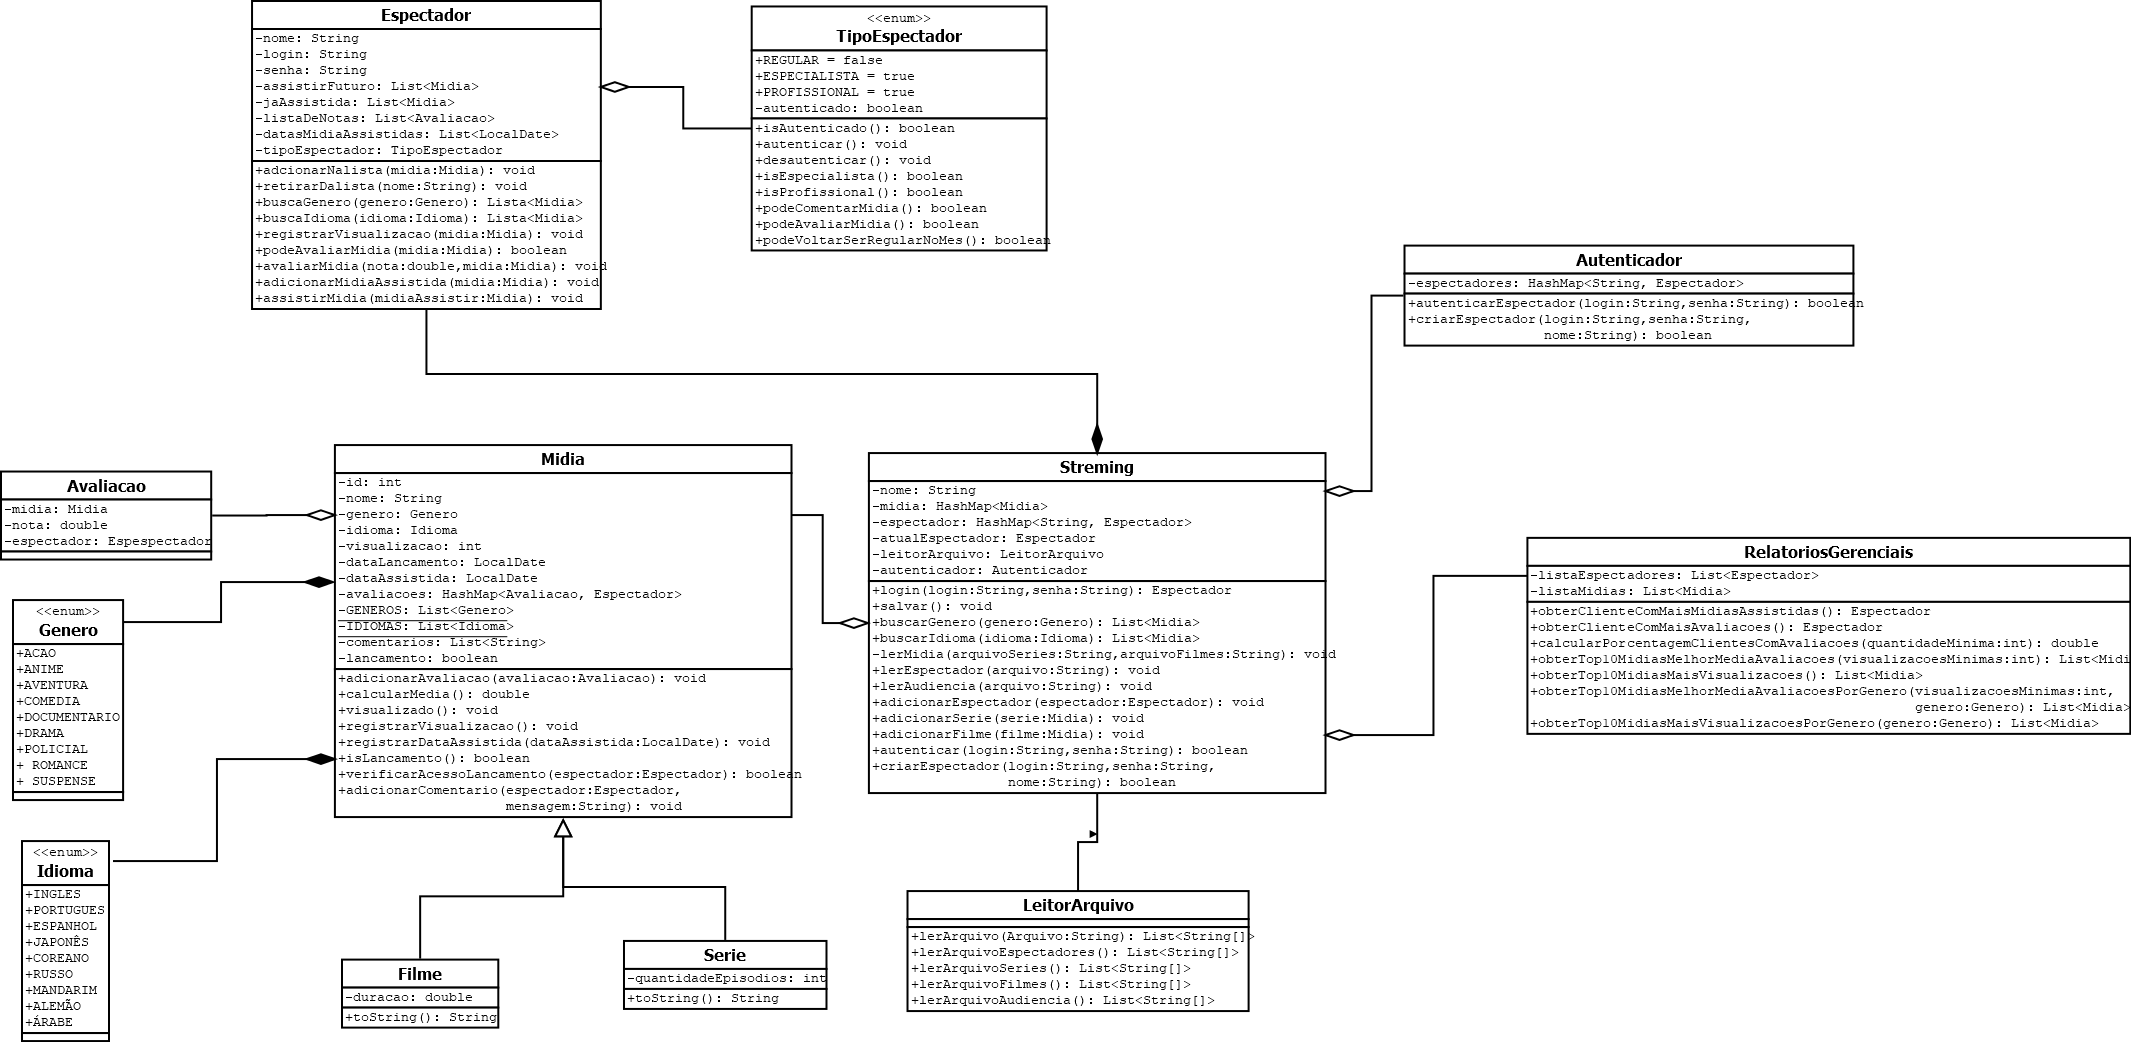 Espectador
-nome: String
-login: String
-senha: String
-assistirFuturo: List<Midia>
-jaAssistida: List<Midia>
-listaDeNotas: List<Avaliacao>
-datasMidiaAssistidas: List<LocalDate>
-tipoEspectador: TipoEspectador
+adcionarNalista(midia:Midia): void
+retirarDalista(nome:String): void
+buscaGenero(genero:Genero): Lista<Midia>
+buscaIdioma(idioma:Idioma): Lista<Midia>
+registrarVisualizacao(midia:Midia): void
+podeAvaliarMidia(midia:Midia): boolean
+avaliarMidia(nota:double,midia:Midia): void
+adicionarMidiaAssistida(midia:Midia): void
+assistirMidia(midiaAssistir:Midia): void
<<enum>>
TipoEspectador
+REGULAR = false
+ESPECIALISTA = true
+PROFISSIONAL = true
-autenticado: boolean
+isAutenticado(): boolean
+autenticar(): void
+desautenticar(): void
+isEspecialista(): boolean
+isProfissional(): boolean
+podeComentarMidia(): boolean
+podeAvaliarMidia(): boolean
+podeVoltarSerRegularNoMes(): boolean
Autenticador
-espectadores: HashMap<String, Espectador>
+autenticarEspectador(login:String,senha:String): boolean
+criarEspectador(login:String,senha:String,
nome:String): boolean
Avaliacao
-midia: Midia
-nota: double
-espectador: Espespectador
<<enum>>
Genero
+ACAO
+ANIME
+AVENTURA
+COMEDIA
+DOCUMENTARIO
+DRAMA
+POLICIAL
+ ROMANCE
+ SUSPENSE
<<enum>>
Idioma
+INGLES
+PORTUGUES
+ESPANHOL
+JAPONÊS
+COREANO
+RUSSO
+MANDARIM
+ALEMÃO
+ÁRABE
Midia
-id: int
-nome: String
-genero: Genero
-idioma: Idioma
-visualizacao: int
-dataLancamento: LocalDate
-dataAssistida: LocalDate
-avaliacoes: HashMap<Avaliacao, Espectador>
-GENEROS: List<Genero>
-IDIOMAS: List<Idioma>
-comentarios: List<String>
-lancamento: boolean
+adicionarAvaliacao(avaliacao:Avaliacao): void
+calcularMedia(): double
+visualizado(): void
+registrarVisualizacao(): void
+registrarDataAssistida(dataAssistida:LocalDate): void
+isLancamento(): boolean
+verificarAcessoLancamento(espectador:Espectador): boolean
+adicionarComentario(espectador:Espectador,
mensagem:String): void
Streming
-nome: String
-midia: HashMap<Midia>
-espectador: HashMap<String, Espectador>
-atualEspectador: Espectador
-leitorArquivo: LeitorArquivo
-autenticador: Autenticador
+login(login:String,senha:String): Espectador
+salvar(): void
+buscarGenero(genero:Genero): List<Midia>
+buscarIdioma(idioma:Idioma): List<Midia>
-lerMidia(arquivoSeries:String,arquivoFilmes:String): void
+lerEspectador(arquivo:String): void
+lerAudiencia(arquivo:String): void
+adicionarEspectador(espectador:Espectador): void
+adicionarSerie(serie:Midia): void
+adicionarFilme(filme:Midia): void
+autenticar(login:String,senha:String): boolean
+criarEspectador(login:String,senha:String,
nome:String): boolean
RelatoriosGerenciais
-listaEspectadores: List<Espectador>
-listaMidias: List<Midia>
+obterClienteComMaisMidiasAssistidas(): Espectador
+obterClienteComMaisAvaliacoes(): Espectador
+calcularPorcentagemClientesComAvaliacoes(quantidadeMinima:int): double
+obterTop10MidiasMelhorMediaAvaliacoes(visualizacoesMinimas:int): List<Midi
+obterTop10MidiasMaisVisualizacoes(): List<Midia>
+obterTop10MidiasMelhorMediaAvaliacoesPorGenero(visualizacoesMinimas:int,
genero:Genero): List<Midia>
+obterTop10MidiasMaisVisualizacoesPorGenero(genero:Genero): List<Midia>
Filme
-duracao: double
+toString(): String
Serie
-quantidadeEpisodios: int
+toString(): String
LeitorArquivo
+lerArquivo(Arquivo:String): List<String[]>
+lerArquivoEspectadores(): List<String[]>
+lerArquivoSeries(): List<String[]>
+lerArquivoFilmes(): List<String[]>
+lerArquivoAudiencia(): List<String[]>